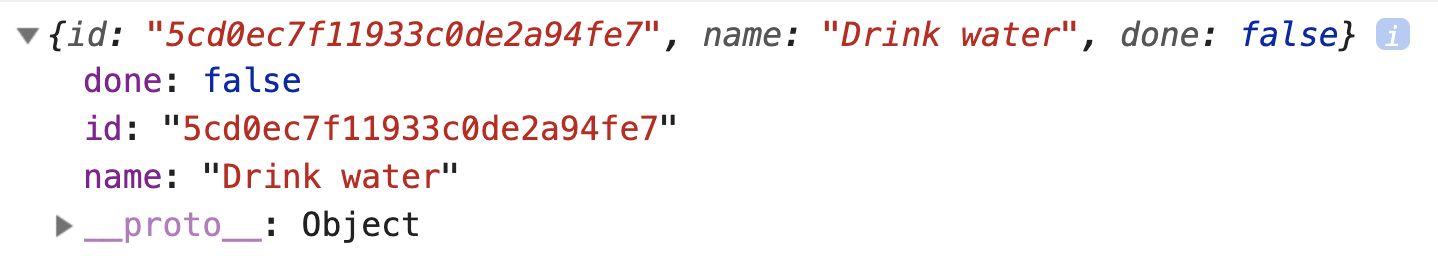 {id: "5cd0ec7f11933c0de2a94fe7", name: "Drink water", done: false} i
done: false
id: "5cd0ec7f11933c0de2a94fe7"
name: "Drink water"
__proto__: Object